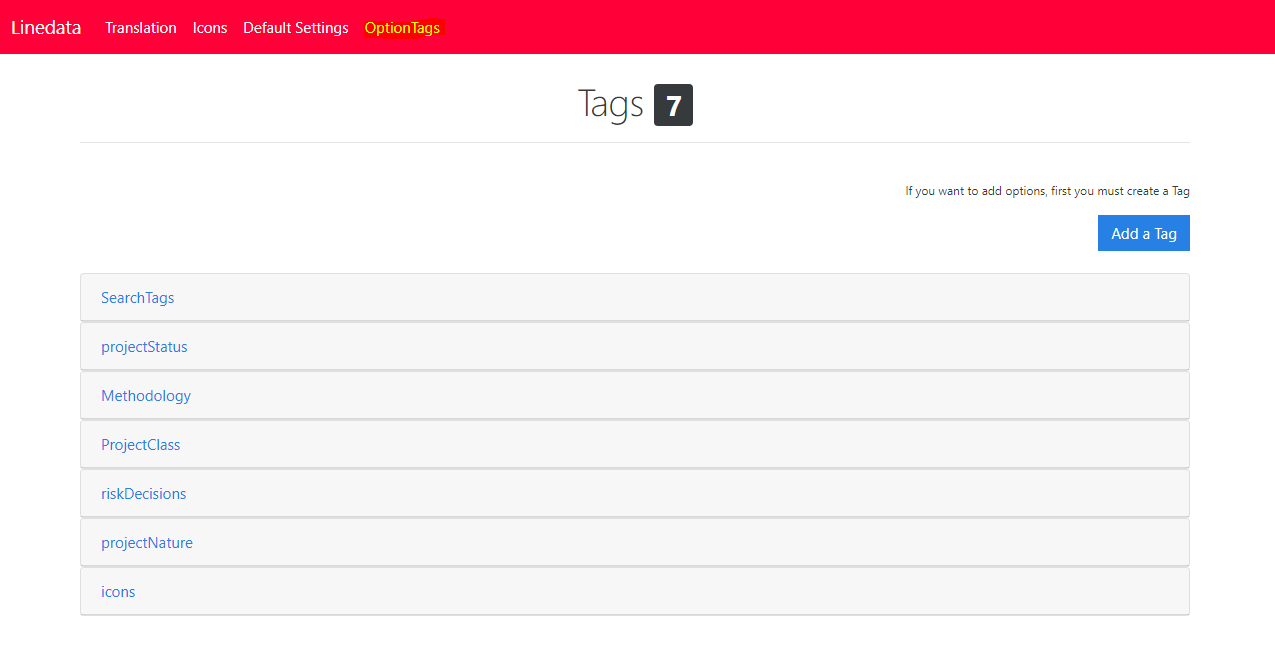 Linedata Translation Icons Default Settings OptionTags
Tags 7
If you want to add options, first you must create a Tag
Add a Tag
SearchTags
projectStatus
Methodology
ProjectClass
riskDecisions
projectNature
icons